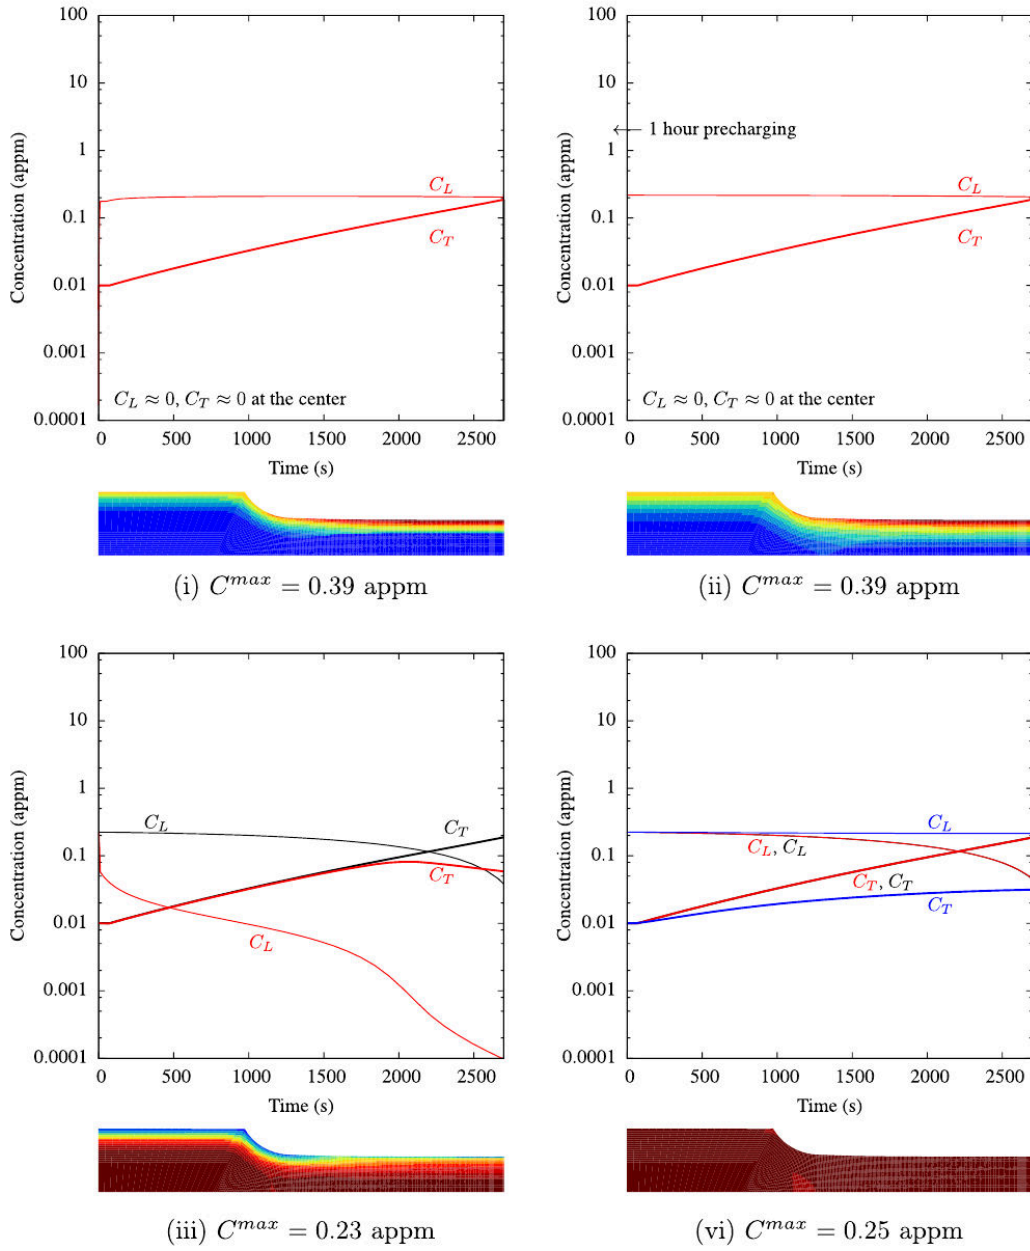 100
10
1
0.1
0.01
0.001
0.0001
Concentration (appm)
C_L
C_T
C_L ≈ 0, C_T ≈ 0 at the center
0 500 1000 1500 2000 2500
Time (s)
(i) C^{max} = 0.39 appm
100
10
1
0.1
0.01
0.001
0.0001
Concentration (appm)
← 1 hour precharging
C_L
C_T
C_L ≈ 0, C_T ≈ 0 at the center
0 500 1000 1500 2000 2500
Time (s)
(ii) C^{max} = 0.39 appm
100
10
1
0.1
0.01
0.001
0.0001
Concentration (appm)
C_L
C_T
C_T
C_L
0 500 1000 1500 2000 2500
Time (s)
(iii) C^{max} = 0.23 appm
100
10
1
0.1
0.01
0.001
0.0001
Concentration (appm)
C_L
C_L, C_L
C_T, C_T
C_T
0 500 1000 1500 2000 2500
Time (s)
(vi) C^{max} = 0.25 appm